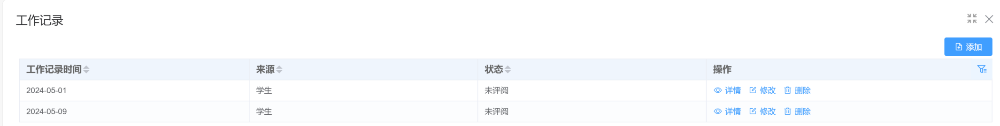 工作记录
添加
工作记录时间 来源 状态 操作
2024-05-01 学生 未评阅 详情 修改 删除
2024-05-09 学生 未评阅 详情 修改 删除